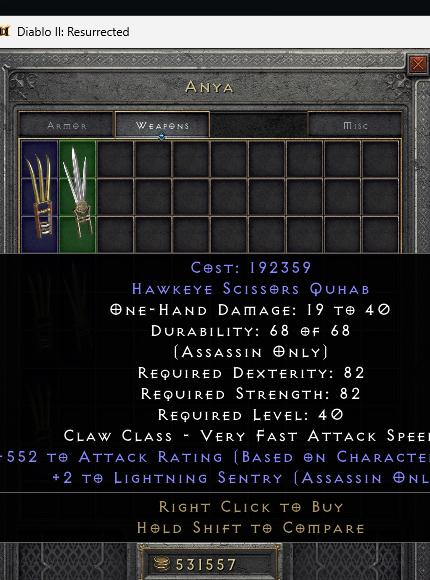 Diablo II: Resurrected
Anya
Armor Weapons Misc
Cost: 192359
Hawkeye Scissors Quhab
One-Hand Damage: 19 to 40
Durability: 68 of 68
(Assassin Only)
Required Dexterity: 82
Required Strength: 82
Required Level: 40
Claw Class - Very Fast Attack Speed
+552 to Attack Rating (Based on Character
+2 to Lightning Sentry (Assassin Onl
Right Click to Buy
Hold Shift to Compare
531557